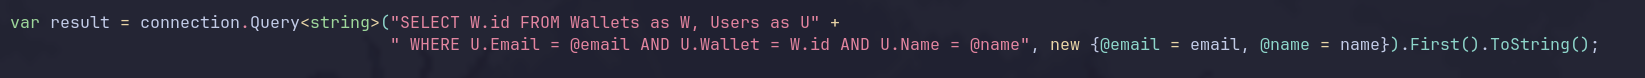 var result = connection.Query<string>("SELECT W.id FROM Wallets as W, Users as U" +
" WHERE U.Email = @email AND U.Wallet = W.id AND U.Name = @name", new {@email = email, @name = name}).First().ToString();